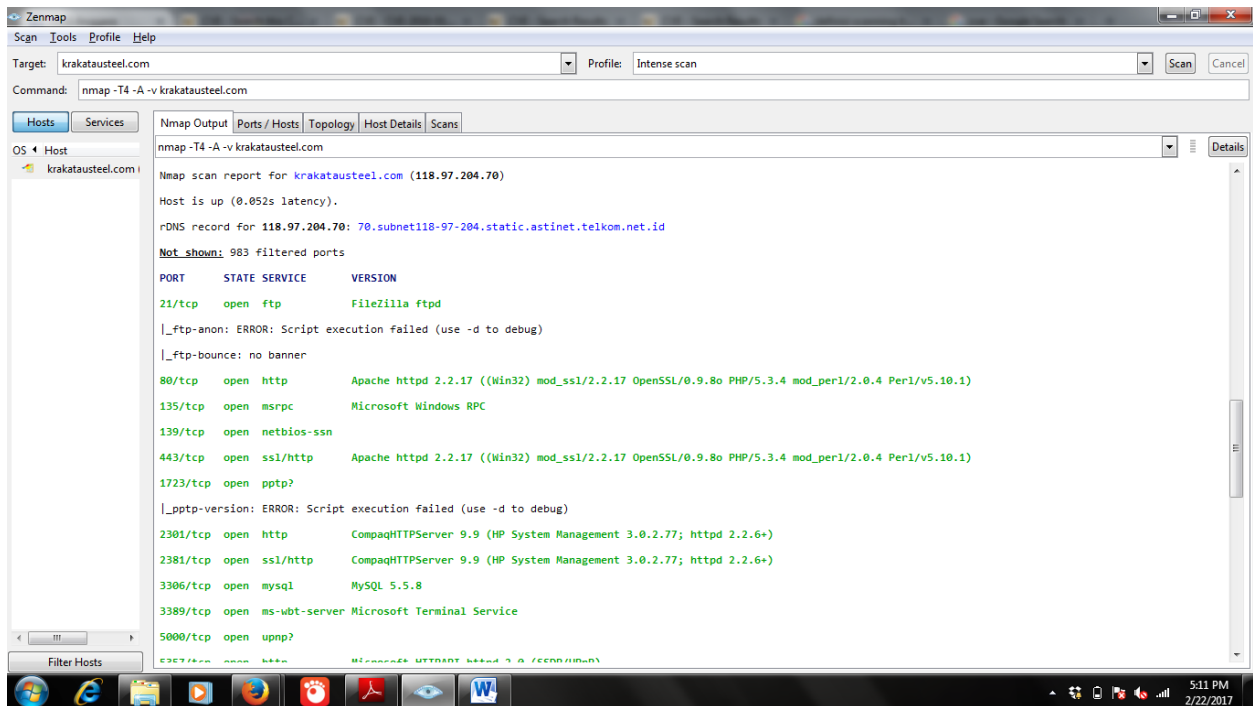 Zenmap
Scan Tools Profile Help
Target: krakatausteel.com Profile: Intense scan Scan Cancel
Command: nmap -T4 -A -v krakatausteel.com
Hosts Services Nmap Output Ports / Hosts Topology Host Details Scans
OS Host nmap -T4 -A -v krakatausteel.com Details
krakatausteel.com (
Nmap scan report for krakatausteel.com (118.97.204.70)
Host is up (0.052s latency).
rDNS record for 118.97.204.70: 70.subnet118-97-204.static.astinet.telkom.net.id
Not shown: 983 filtered ports
PORT STATE SERVICE VERSION
21/tcp open ftp FileZilla ftpd
|_ftp-anon: ERROR: Script execution failed (use -d to debug)
|_ftp-bounce: no banner
80/tcp open http Apache httpd 2.2.17 ((Win32) mod_ssl/2.2.17 OpenSSL/0.9.8o PHP/5.3.4 mod_perl/2.0.4 Perl/v5.10.1)
135/tcp open msrpc Microsoft Windows RPC
139/tcp open netbios-ssn
443/tcp open ssl/http Apache httpd 2.2.17 ((Win32) mod_ssl/2.2.17 OpenSSL/0.9.8o PHP/5.3.4 mod_perl/2.0.4 Perl/v5.10.1)
1723/tcp open pptp?
|_pptp-version: ERROR: Script execution failed (use -d to debug)
2301/tcp open http CompaqHTTPServer 9.9 (HP System Management 3.0.2.77; httpd 2.2.6+)
2381/tcp open ssl/http CompaqHTTPServer 9.9 (HP System Management 3.0.2.77; httpd 2.2.6+)
3306/tcp open mysql MySQL 5.5.8
3389/tcp open ms-wbt-server Microsoft Terminal Service
5000/tcp open upnp?
5357/tcp open http Microsoft HTTPAPI httpd 2.0 (SSDP/UPnP)
Filter Hosts
5:11 PM
2/22/2017